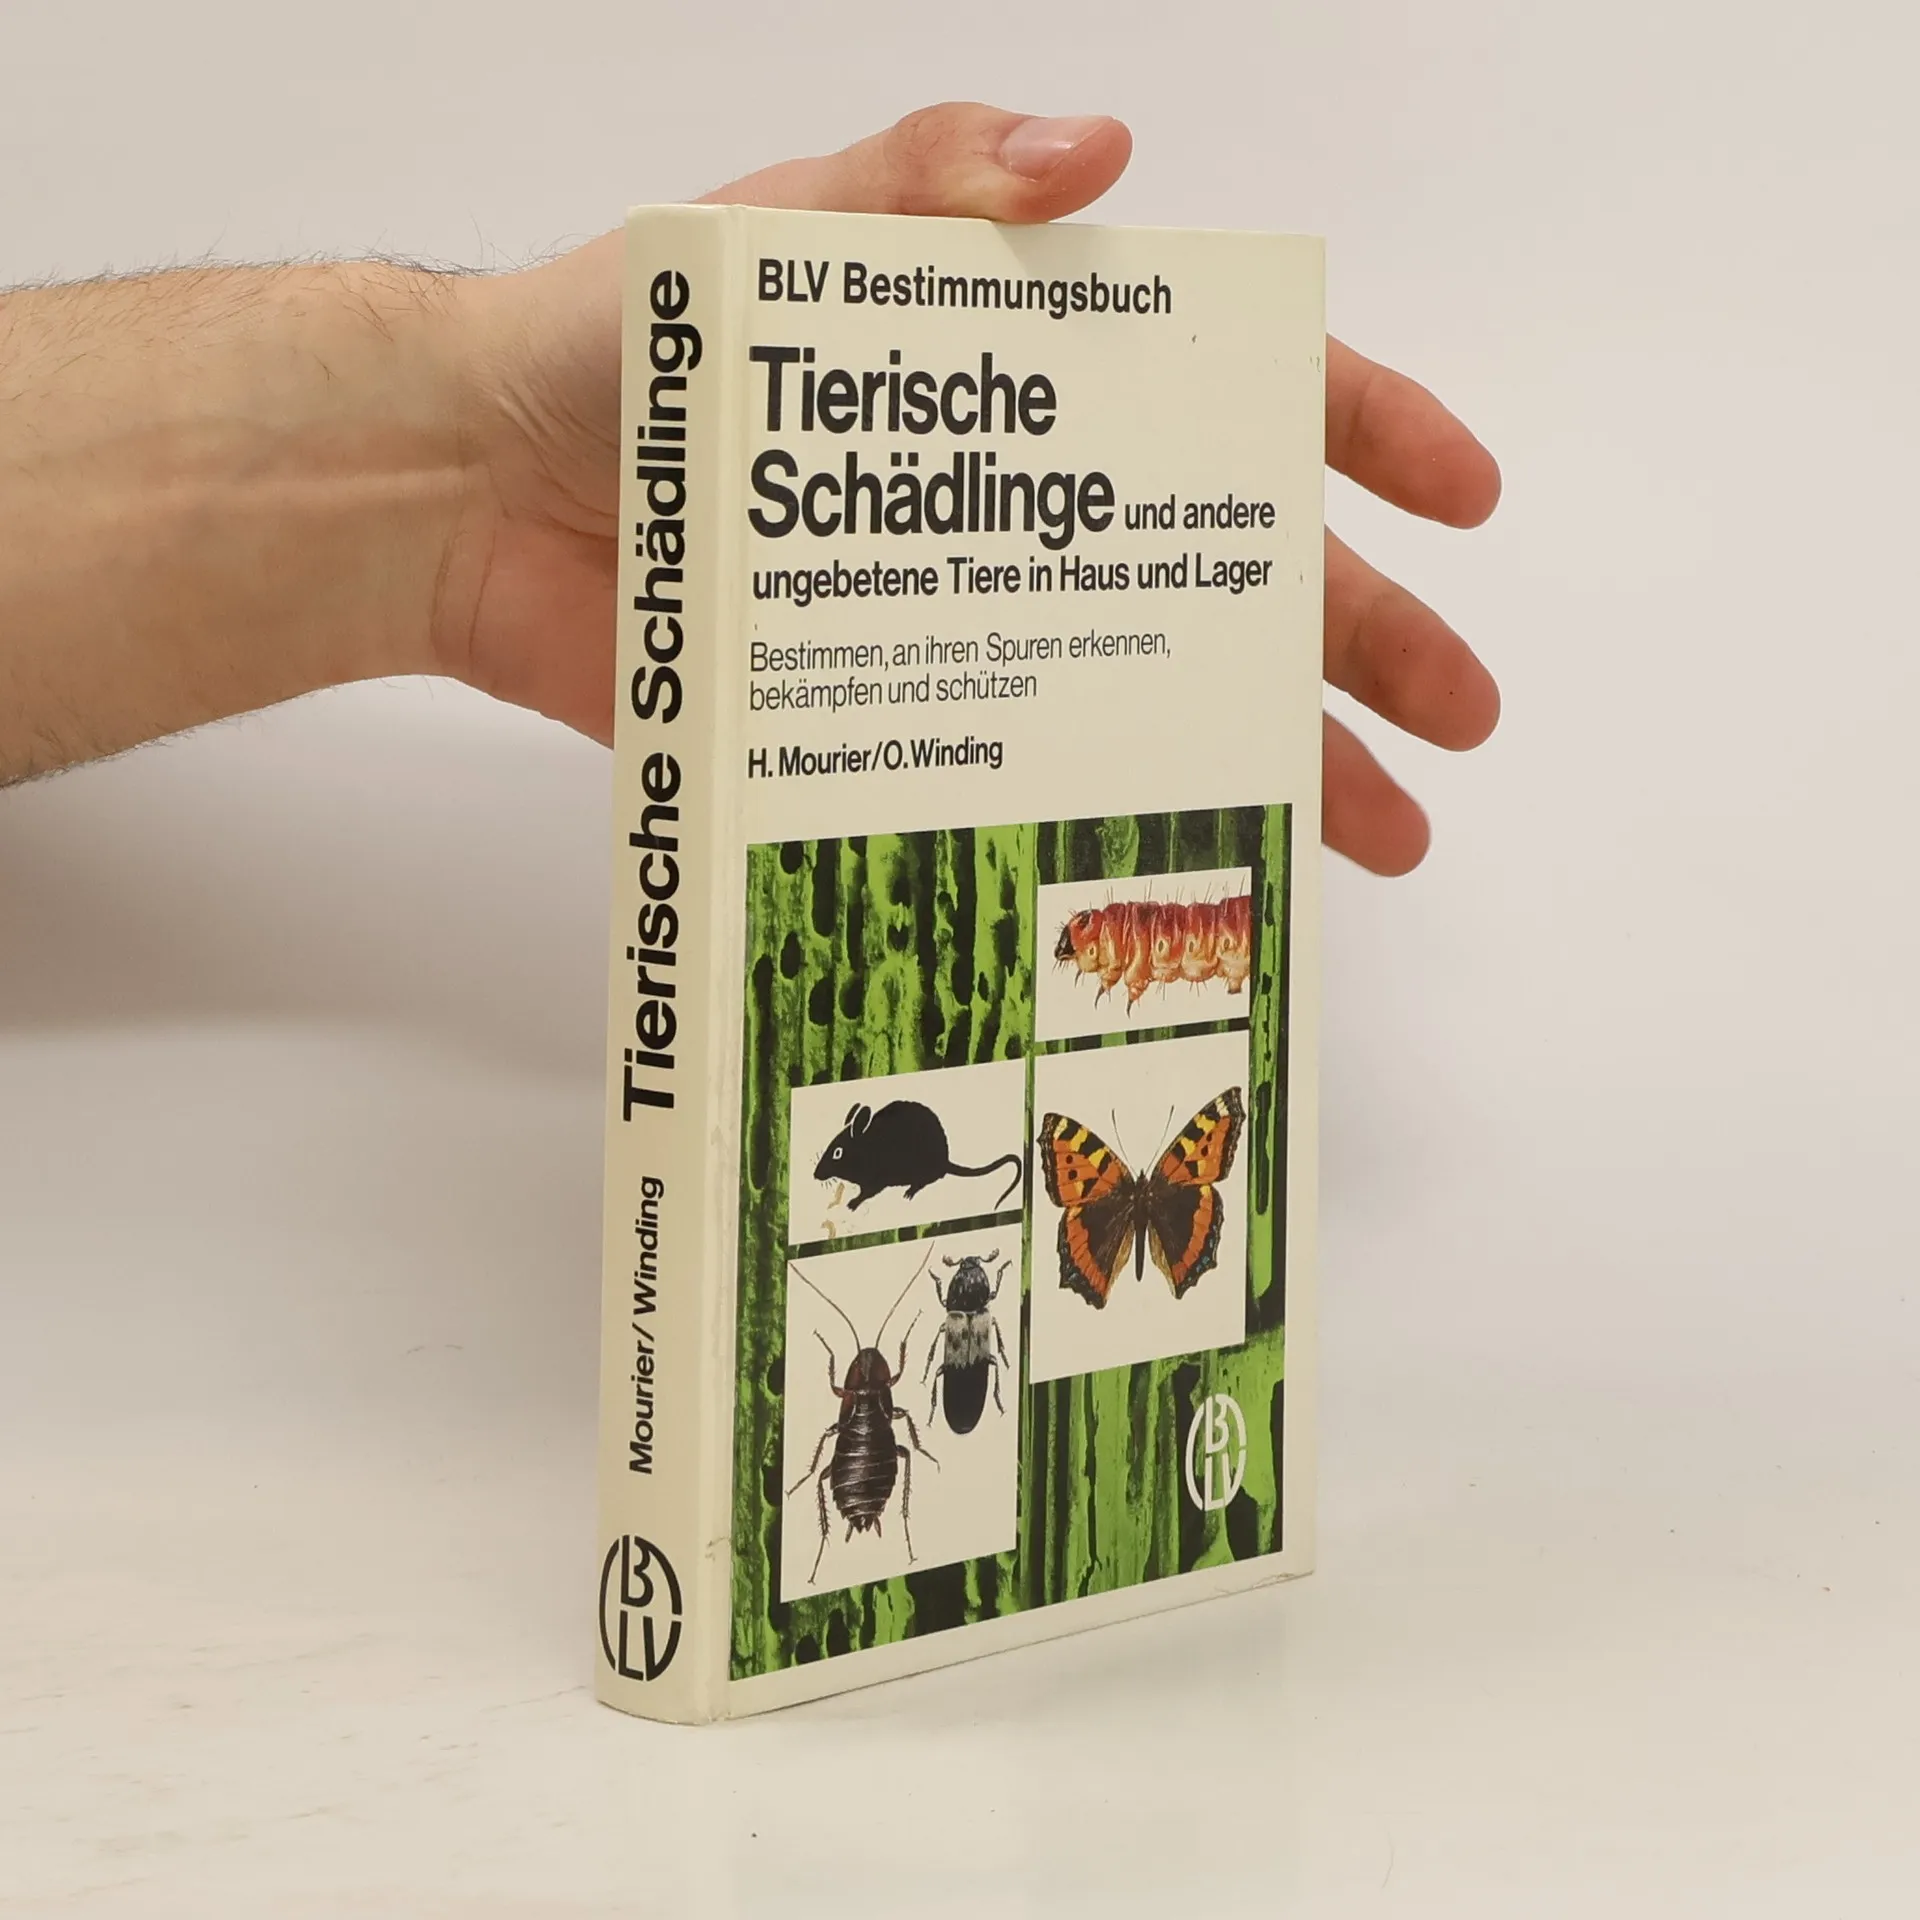 BLV Bestimmungsbuch
Tierische
Schädlinge und andere
ungebetene Tiere in Haus und Lager
Bestimmen, an ihren Spuren erkennen,
bekämpfen und schützen
H. Mourier/O. Winding
BLV
Mourier/Winding Tierische Schädlinge
BLV